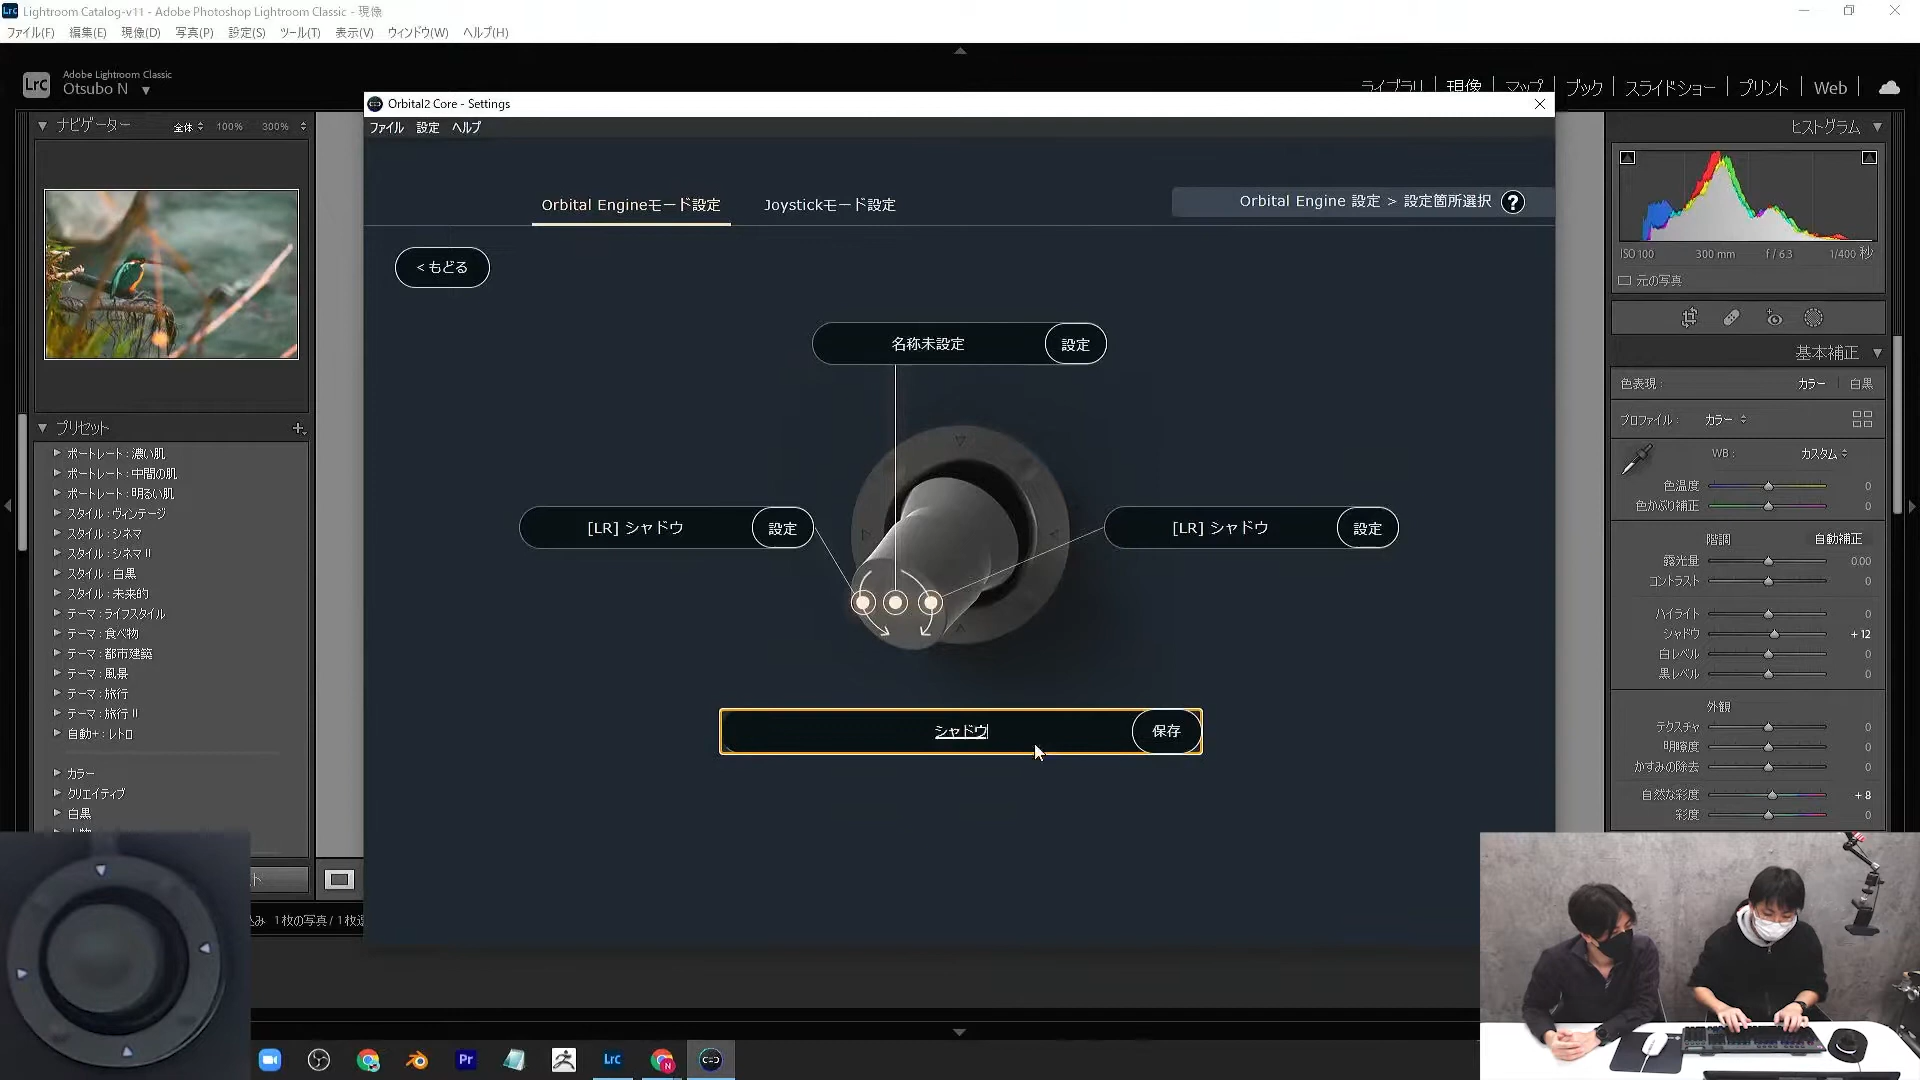 Lightroom Catalog-v11 - Adobe Photoshop Lightroom Classic - 現像
ファイル(F) 編集(E) 現像(D) 写真(P) 設定(S) ツール(T) 表示(V) ウィンドウ(W) ヘルプ(H)
LrC
Adobe Lightroom Classic
Otsubo N
ライブラリ 現像 マップ ブック スライドショー プリント Web
Orbital2 Core - Settings
ファイル 設定 ヘルプ
Orbital Engineモード設定 Joystickモード設定
Orbital Engine 設定 > 設定箇所選択 ?
< もどる
名称未設定 設定
[LR] シャドウ 設定
[LR] シャドウ 設定
シャドウ 保存
ナビゲーター 全体 100% 300%
プリセット
ポートレート : 濃い肌
ポートレート : 中間の肌
ポートレート : 明るい肌
スタイル : ヴィンテージ
スタイル : シネマ
スタイル : シネマ II
スタイル : 白黒
スタイル : 未来的
テーマ : ライフスタイル
テーマ : 食べ物
テーマ : 都市建築
テーマ : 風景
テーマ : 旅行
テーマ : 旅行 II
自動+ : レトロ
カラー
クリエイティブ
白黒
ヒストグラム
ISO 100 300 mm f / 6.3 1/400 秒
元の写真
基本補正
色表現 : カラー 白黒
プロファイル : カラー
WB : カスタム
色温度 0
色かぶり補正 0
階調 自動補正
露光量 0.00
コントラスト 0
ハイライト 0
シャドウ + 12
白レベル 0
黒レベル 0
外観
テクスチャ 0
明瞭度 0
かすみの除去 0
自然な彩度 + 8
彩度 0
込み 1 枚の写真 / 1 枚選
Pr
Lrc